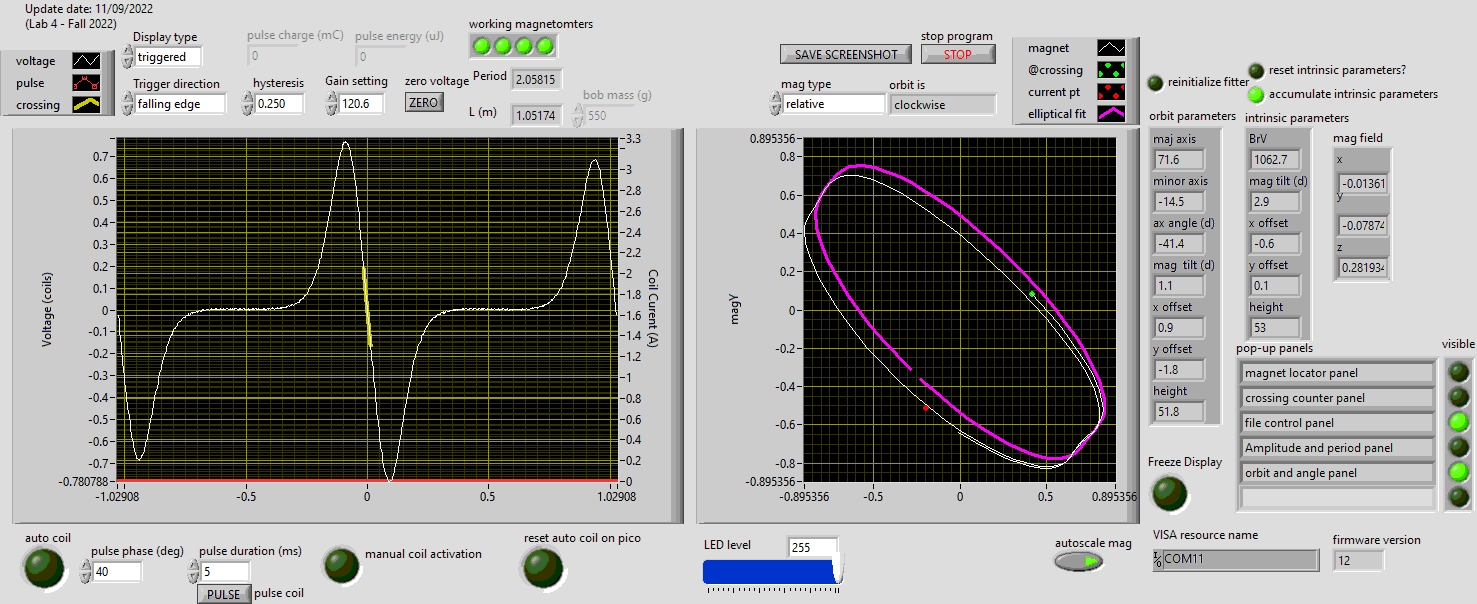 Update date: 11/09/2022
(Lab 4 - Fall 2022)
voltage
pulse
crossing
Display type
triggered
Trigger direction
falling edge
pulse charge (mC)
0
pulse energy (uJ)
0
hysteresis
0.250
Gain setting
120.6
zero voltage
ZERO
working magnetomters
Period
2.05815
L (m)
1.05174
bob mass (g)
550
SAVE SCREENSHOT
stop program
STOP
mag type
relative
orbit is
clockwise
magnet
@crossing
current pt
elliptical fit
reinitialize fitter
reset intrinsic parameters?
accumulate intrinsic parameters
Voltage (coils)
0.7
0.6
0.5
0.4
0.3
0.2
0.1
0
-0.1
-0.2
-0.3
-0.4
-0.5
-0.6
-0.7
-0.780788
-1.02908
-0.5
0
0.5
1.02908
3.3
3
2.8
2.6
2.4
2.2
2
1.8
1.6
1.4
1.2
1
0.8
0.6
0.4
0.2
0
Coil Curent (A)
magY
0.895356
0.8
0.6
0.4
0.2
0
-0.2
-0.4
-0.6
-0.8
-0.895356
-0.895356
-0.5
0
0.5
0.895356
orbit parameters
maj axis
71.6
minor axis
-14.5
ax angle (d)
-41.4
mag tilt (d)
1.1
x offset
0.9
y offset
-1.8
height
51.8
intrinsic parameters
BrV
1062.7
mag tilt (d)
2.9
x offset
-0.6
y offset
0.1
height
53
mag field
x
-0.01361
y
-0.07874
z
0.281934
pop-up panels
visible
magnet locator panel
crossing counter panel
file control panel
Amplitude and period panel
orbit and angle panel
Freeze Display
auto coil
pulse phase (deg)
40
pulse duration (ms)
5
PULSE
pulse coil
manual coil activation
reset auto coil on pico
LED level
255
autoscale mag
VISA resource name
COM11
firmware version
12